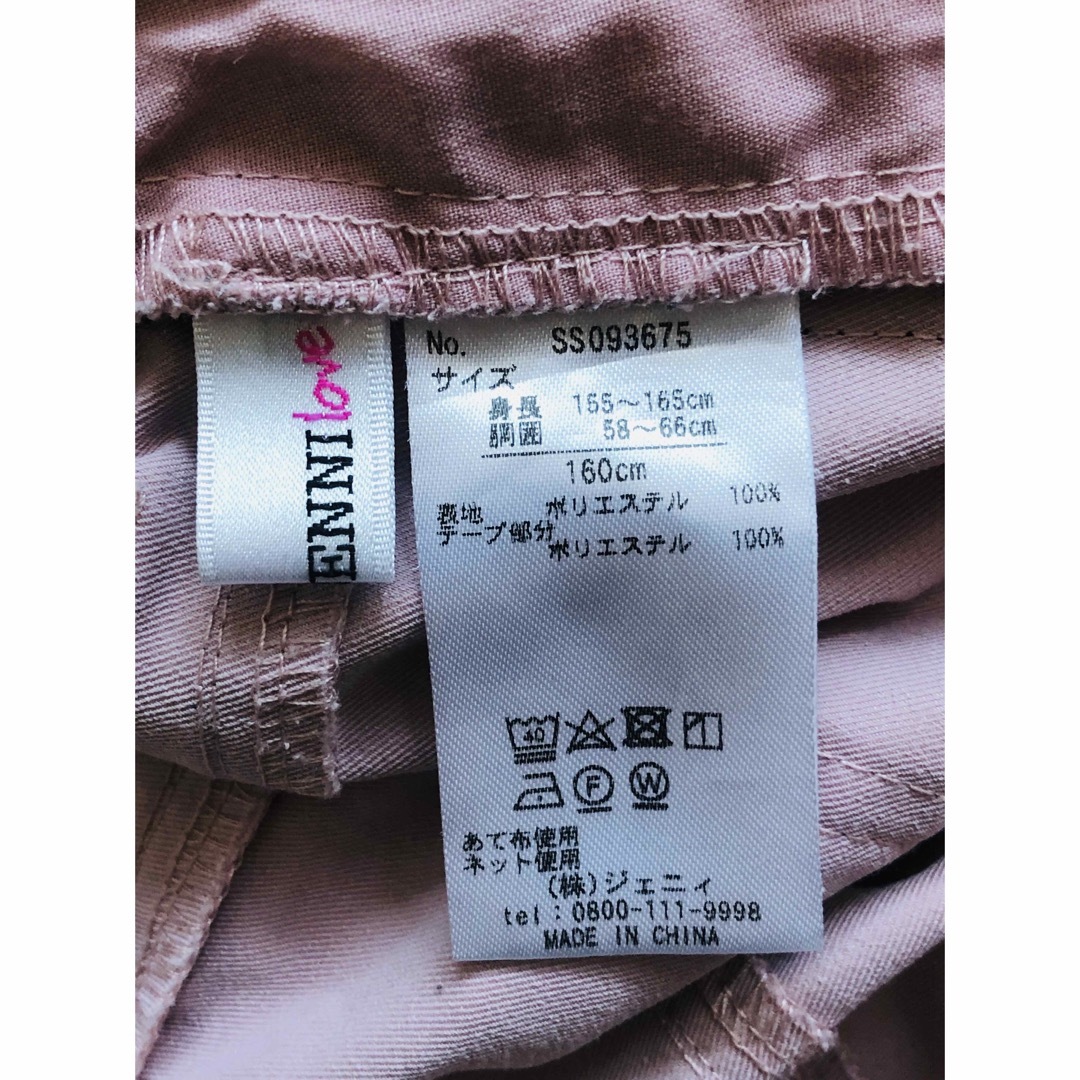 ENNI love
No. SS093675
サイズ
身長 155～165cm
胴囲 58～66cm
160cm
表地 ポリエステル 100%
テープ部分 ポリエステル 100%
40
F W
あて布使用
ネット使用
(株)ジェニィ
tel:0800-111-9998
MADE IN CHINA